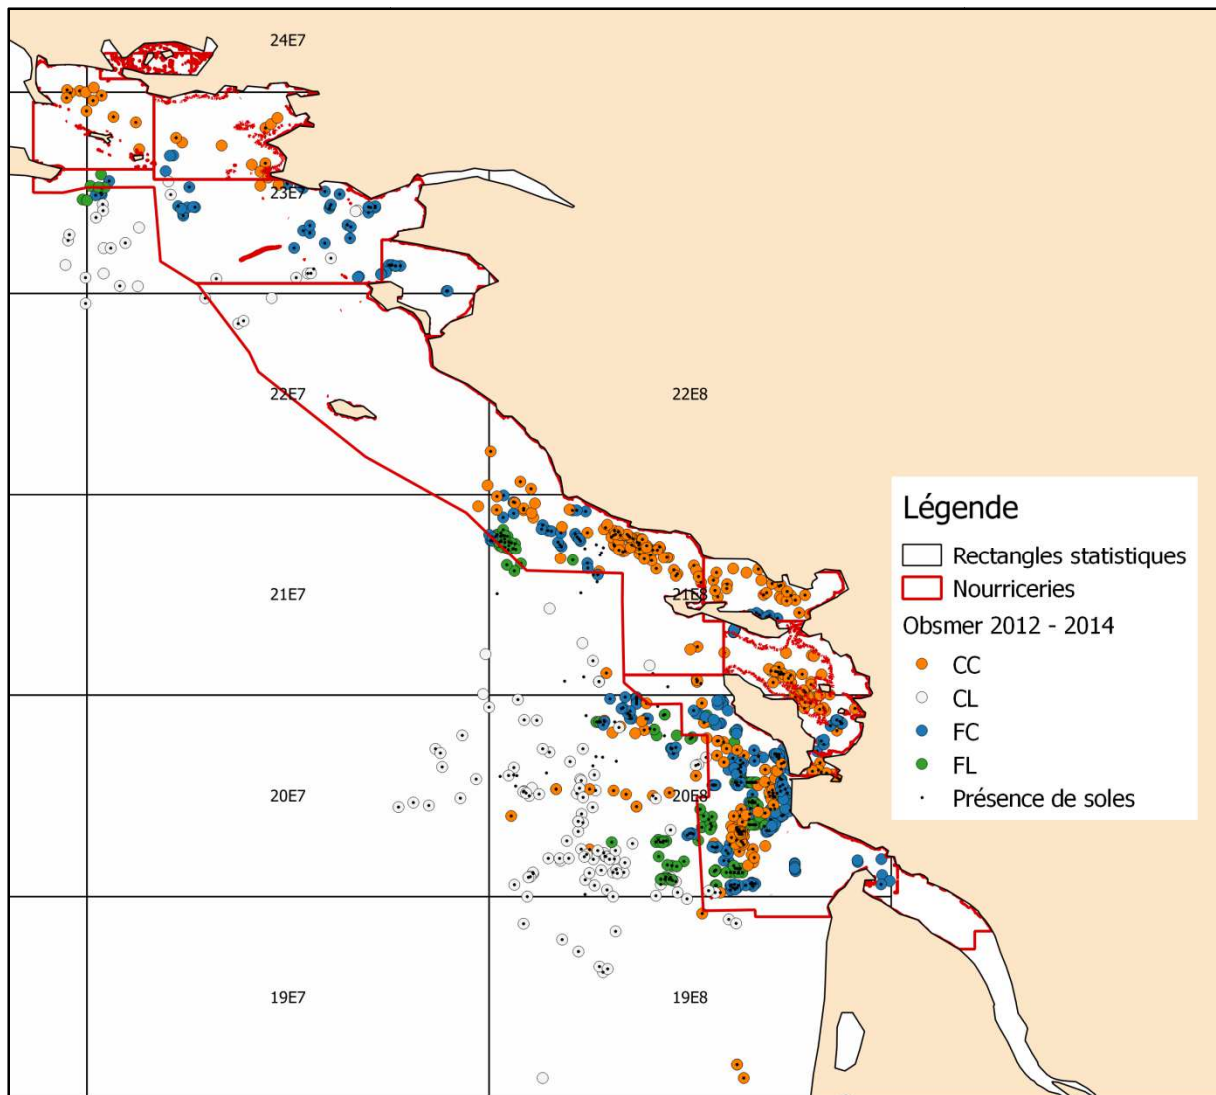 24E7
23E7
22E7
22E8
Légende
Rectangles statistiques
Nourriceries
Obsmer 2012 - 2014
CC
CL
FC
FL
Présence de soles
21E7
21E8
20E7
20E8
19E7
19E8